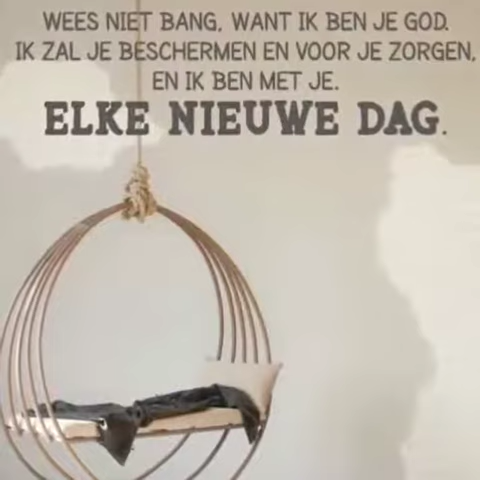 WEES NIET BANG, WANT IK BEN JE GOD.
IK ZAL JE BESCHERMEN EN VOOR JE ZORGEN,
EN IK BEN MET JE.
ELKE NIEUWE DAG.